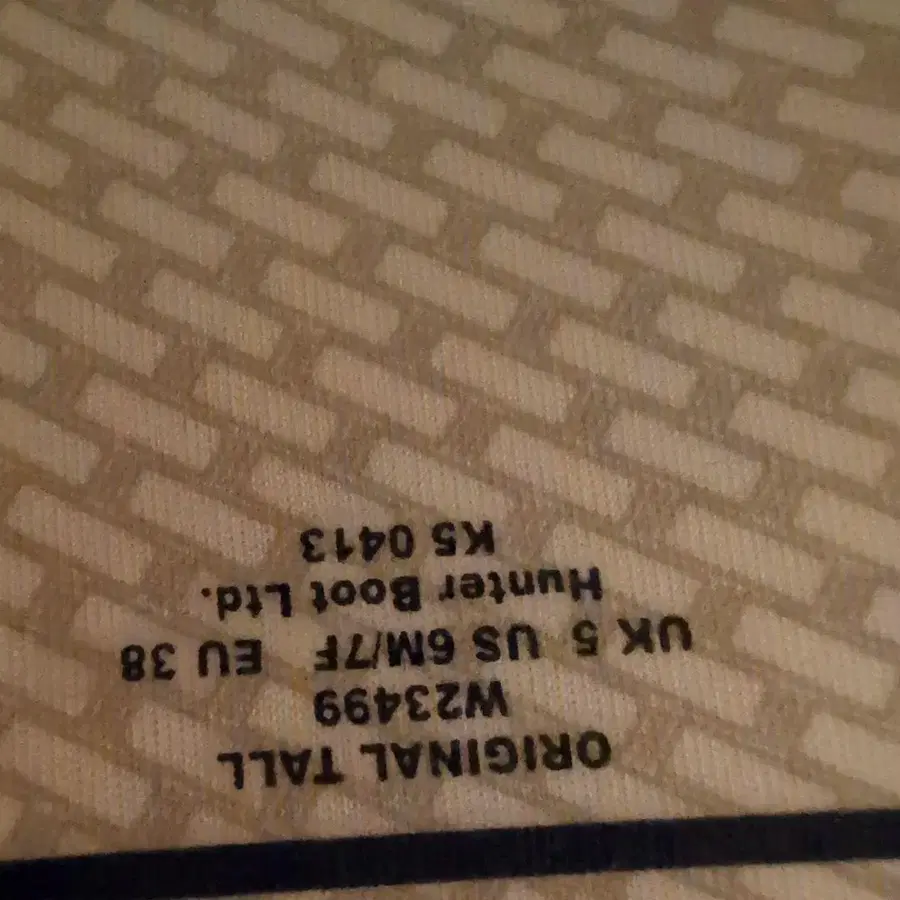 ORIGINAL TALL
W23499
UK 5 US 6M/7F EU 38
Hunter Boot Ltd.
K5 0413